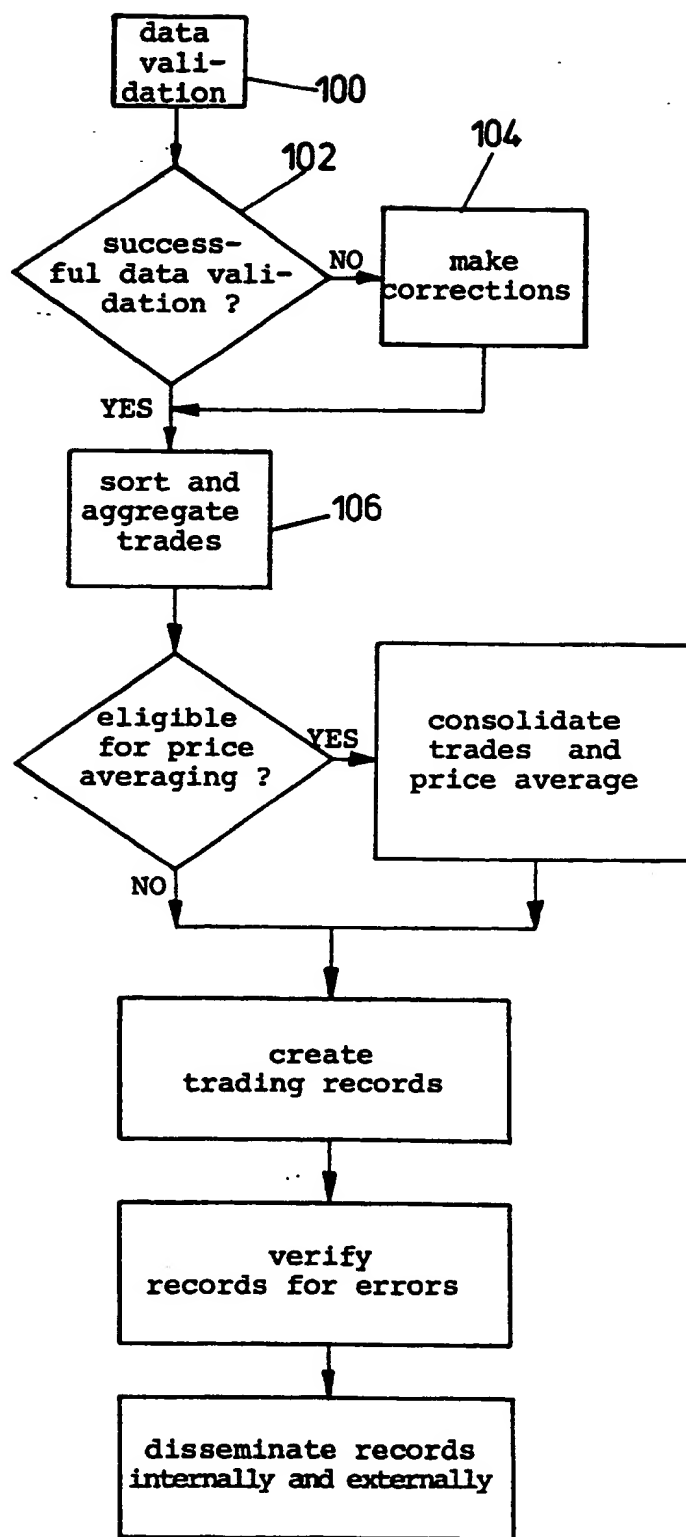 data
vali-
dation
100
102
104
success-
ful data vali-
dation ?
NO
make
corrections
YES
sort and
aggregate
trades
106
eligible
for price
averaging ?
YES
consolidate
trades and
price average
NO
create
trading records
verify
records for errors
disseminate records
internally and externally